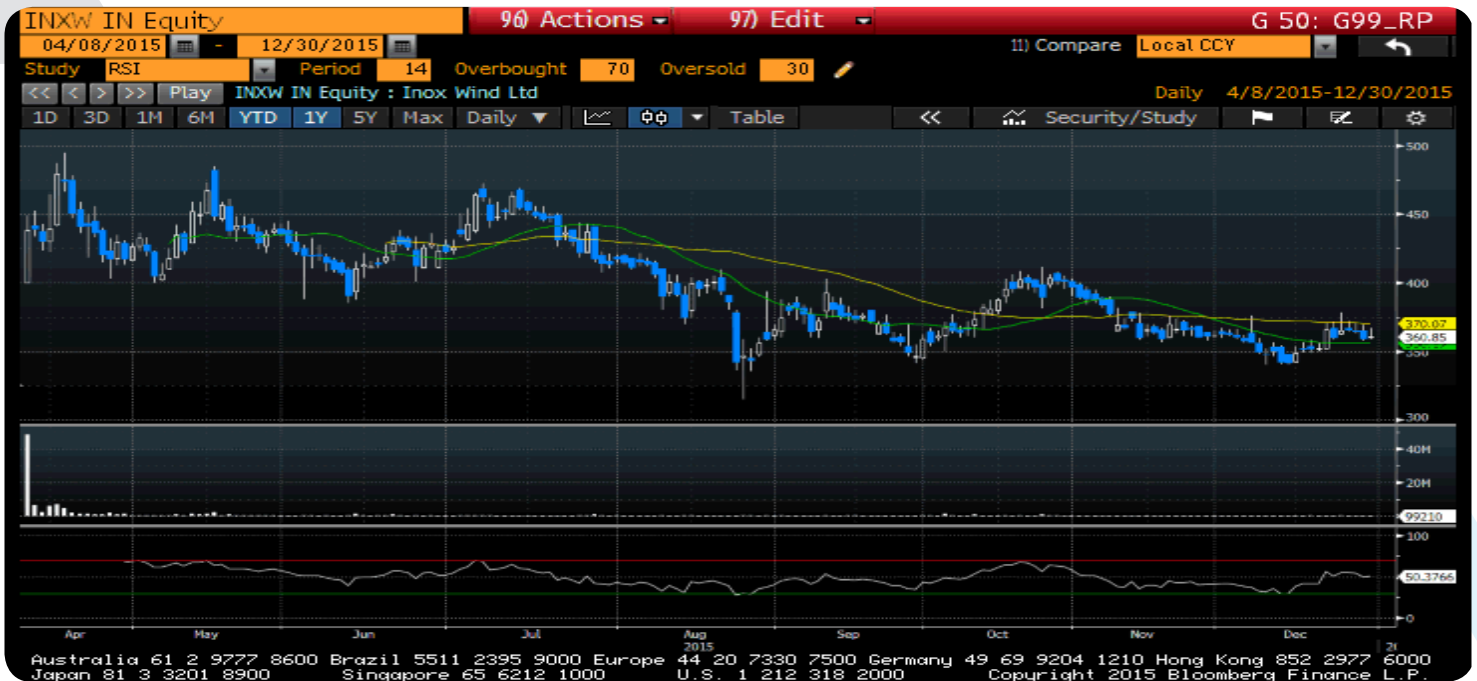 INXW IN Equity 96) Actions 97) Edit G 50: G99_RP
04/08/2015 - 12/30/2015 11) Compare Local CCY
Study RSI Period 14 Overbought 70 Oversold 30
<< < > >> Play INXW IN Equity : Inox Wind Ltd Daily 4/8/2015-12/30/2015
1D 3D 1M 6M YTD 1Y 5Y Max Daily ▼ Table << Security/Study
500
450
400
370.07
360.85
350
300
40M
20M
99210
100
50.3766
0
Apr May Jun Jul Aug Sep Oct Nov Dec
2015
Australia 61 2 9777 8600 Brazil 5511 2395 9000 Europe 44 20 7330 7500 Germany 49 69 9204 1210 Hong Kong 852 2977 6000
Japan 81 3 3201 8900 Singapore 65 6212 1000 U.S. 1 212 318 2000 Copyright 2015 Bloomberg Finance L.P.